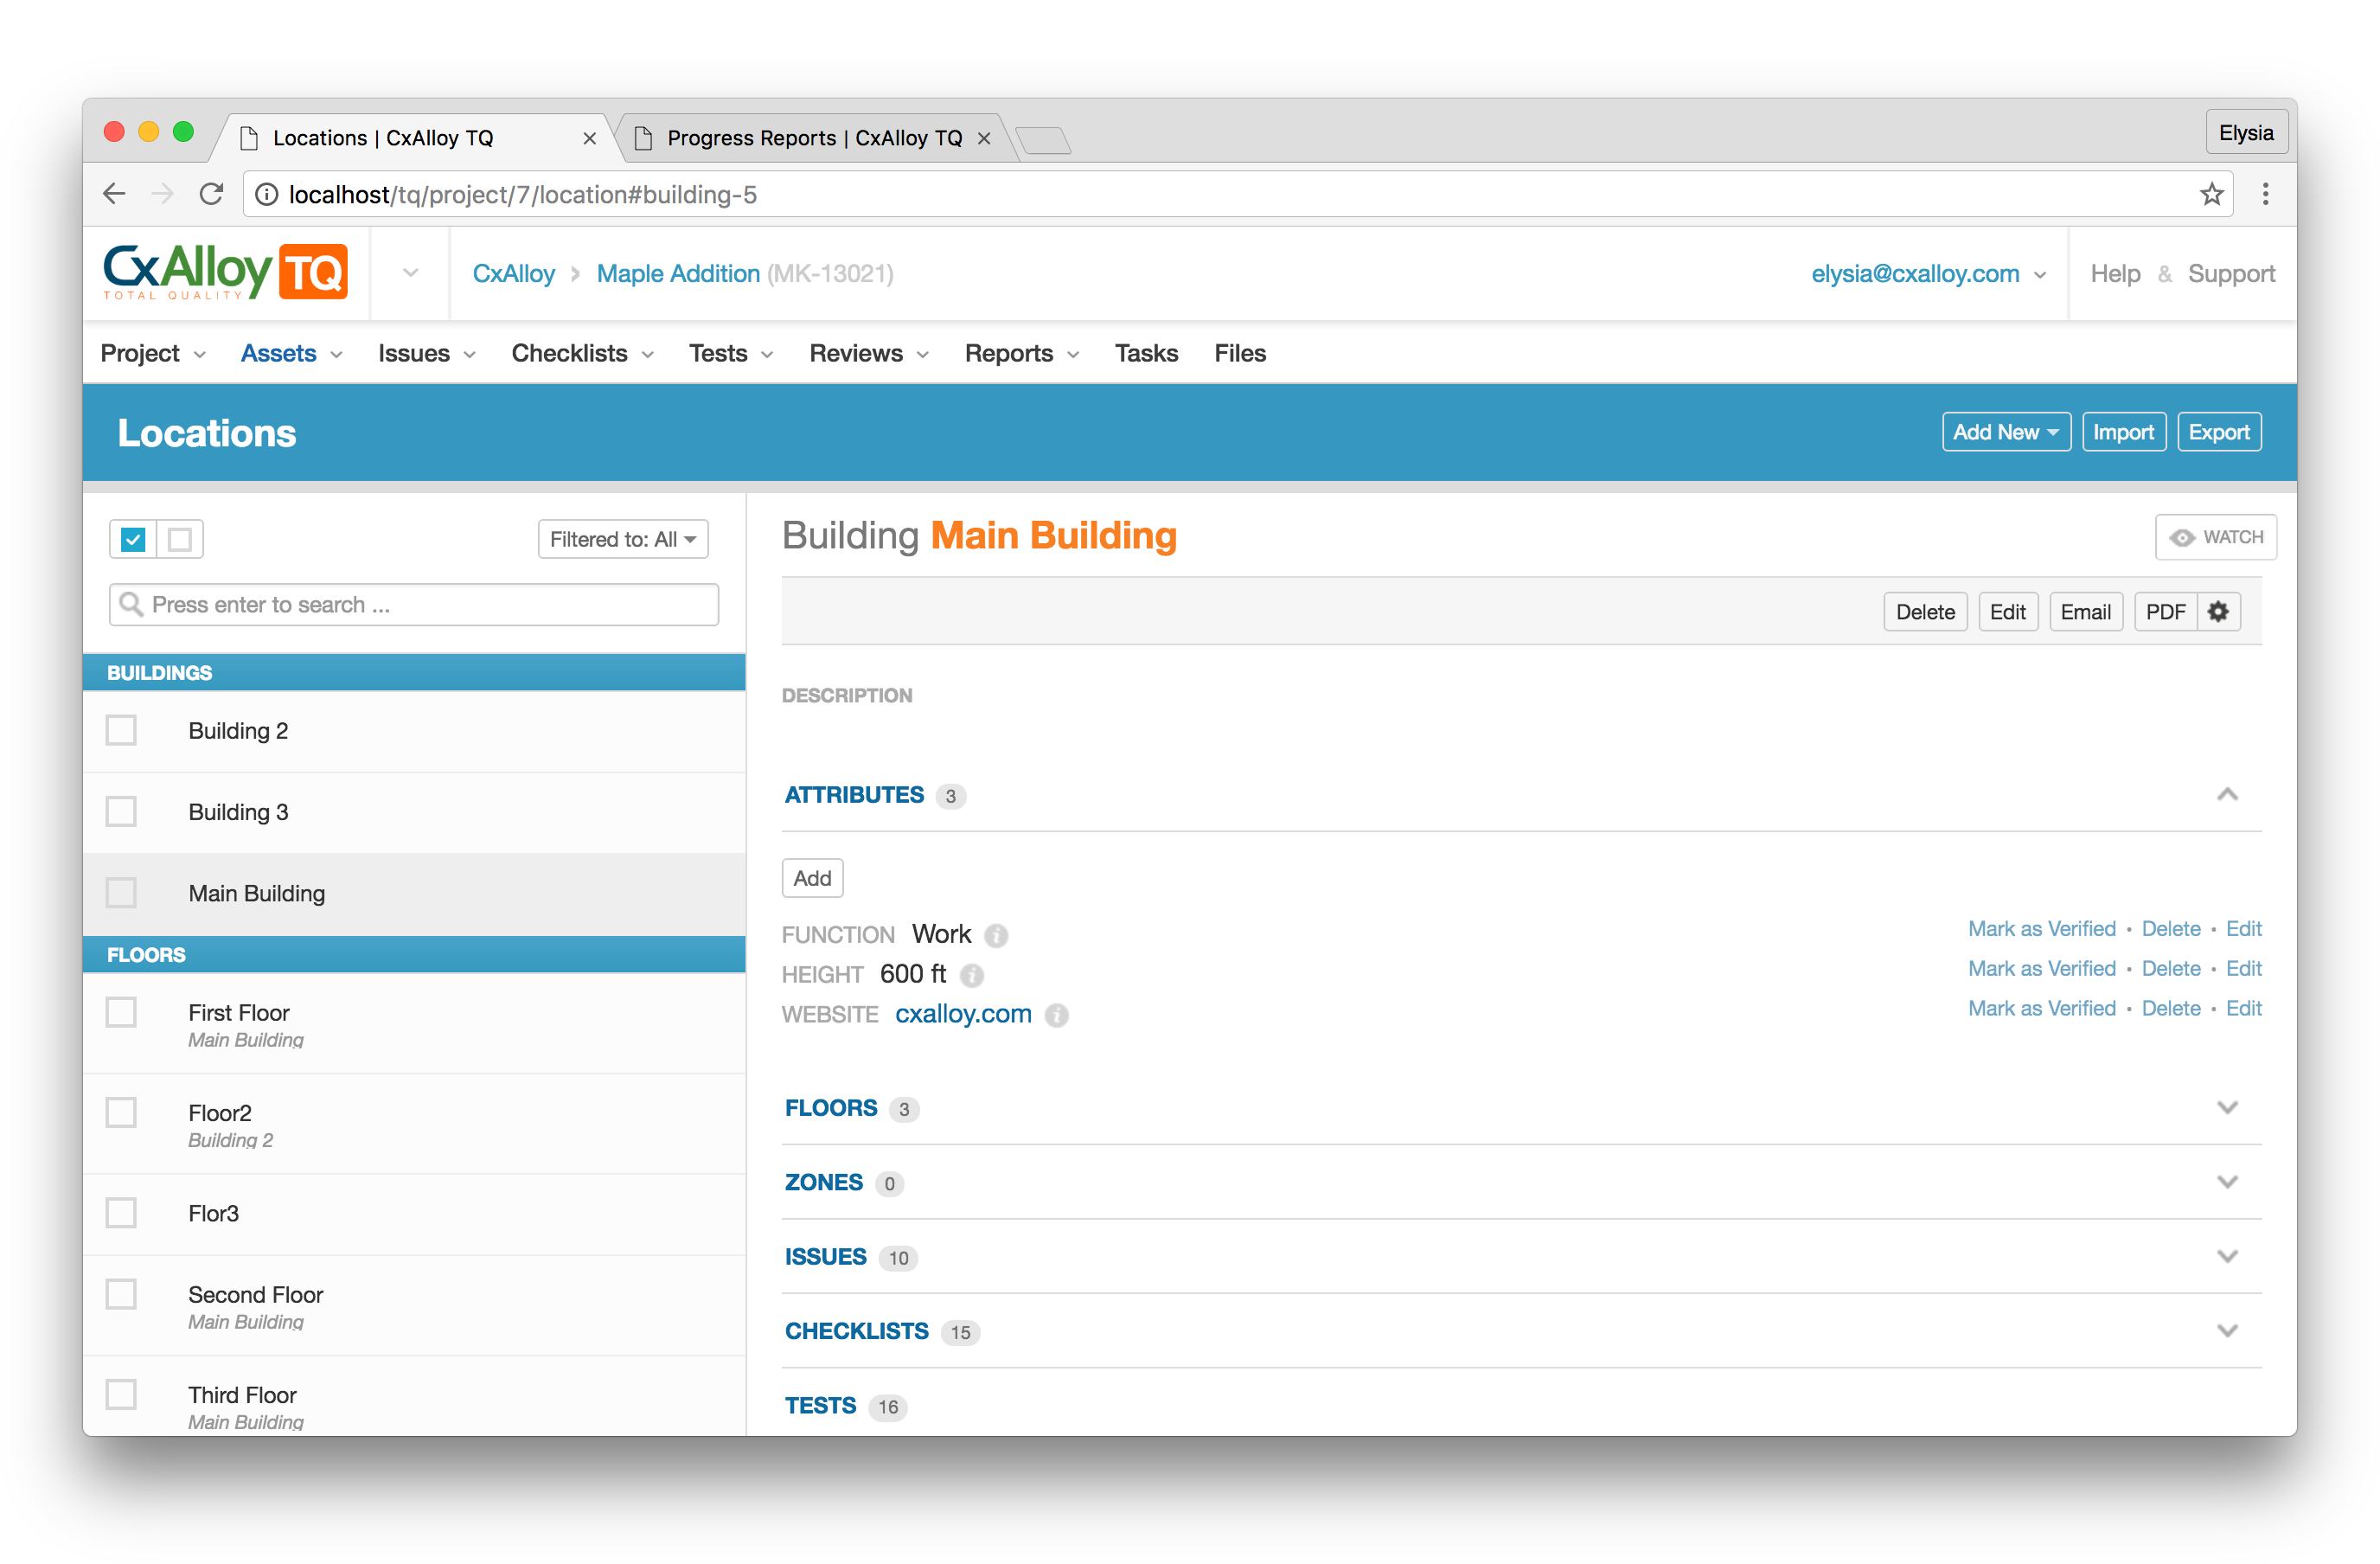 Locations | CxAlloy TQ
Progress Reports | CxAlloy TQ
Elysia
localhost/tq/project/7/location#building-5
CxAlloy TQ
TOTAL QUALITY
CxAlloy
Maple Addition (MK-13021)
elysia@cxalloy.com
Help & Support
Project Assets Issues Checklists Tests Reviews Reports Tasks Files
Locations
Add New Import Export
Filtered to: All
Press enter to search ...
BUILDINGS
Building 2
Building 3
Main Building
FLOORS
First Floor
Main Building
Floor2
Building 2
Flor3
Second Floor
Main Building
Third Floor
Main Building
Building Main Building
WATCH
Delete Edit Email PDF
DESCRIPTION
ATTRIBUTES 3
Add
FUNCTION Work Mark as Verified • Delete • Edit
HEIGHT 600 ft Mark as Verified • Delete • Edit
WEBSITE cxalloy.com Mark as Verified • Delete • Edit
FLOORS 3
ZONES 0
ISSUES 10
CHECKLISTS 15
TESTS 16